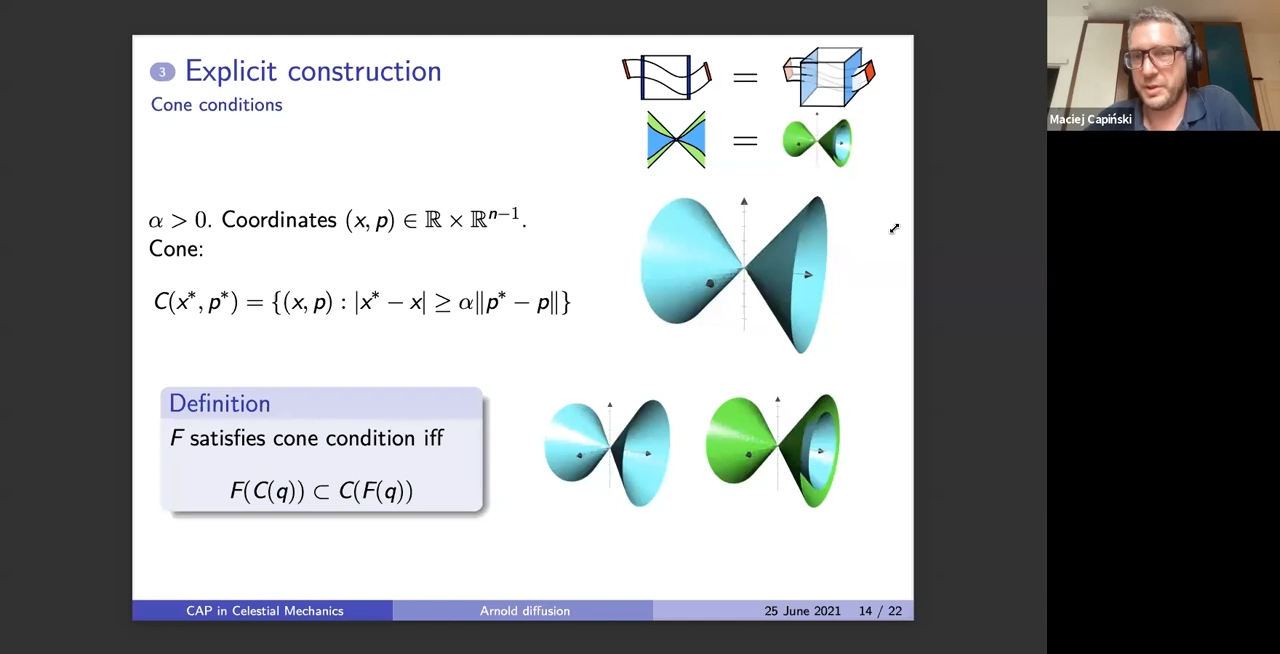 3 Explicit construction
Cone conditions
=
=
α > 0. Coordinates (x, p) ∈ ℝ × ℝⁿ⁻¹.
Cone:
C(x*, p*) = {(x, p) : |x* − x| ≥ α‖p* − p‖}
Definition
F satisfies cone condition iff
F(C(q)) ⊂ C(F(q))
CAP in Celestial Mechanics Arnold diffusion 25 June 2021 14 / 22
Maciej Capiński